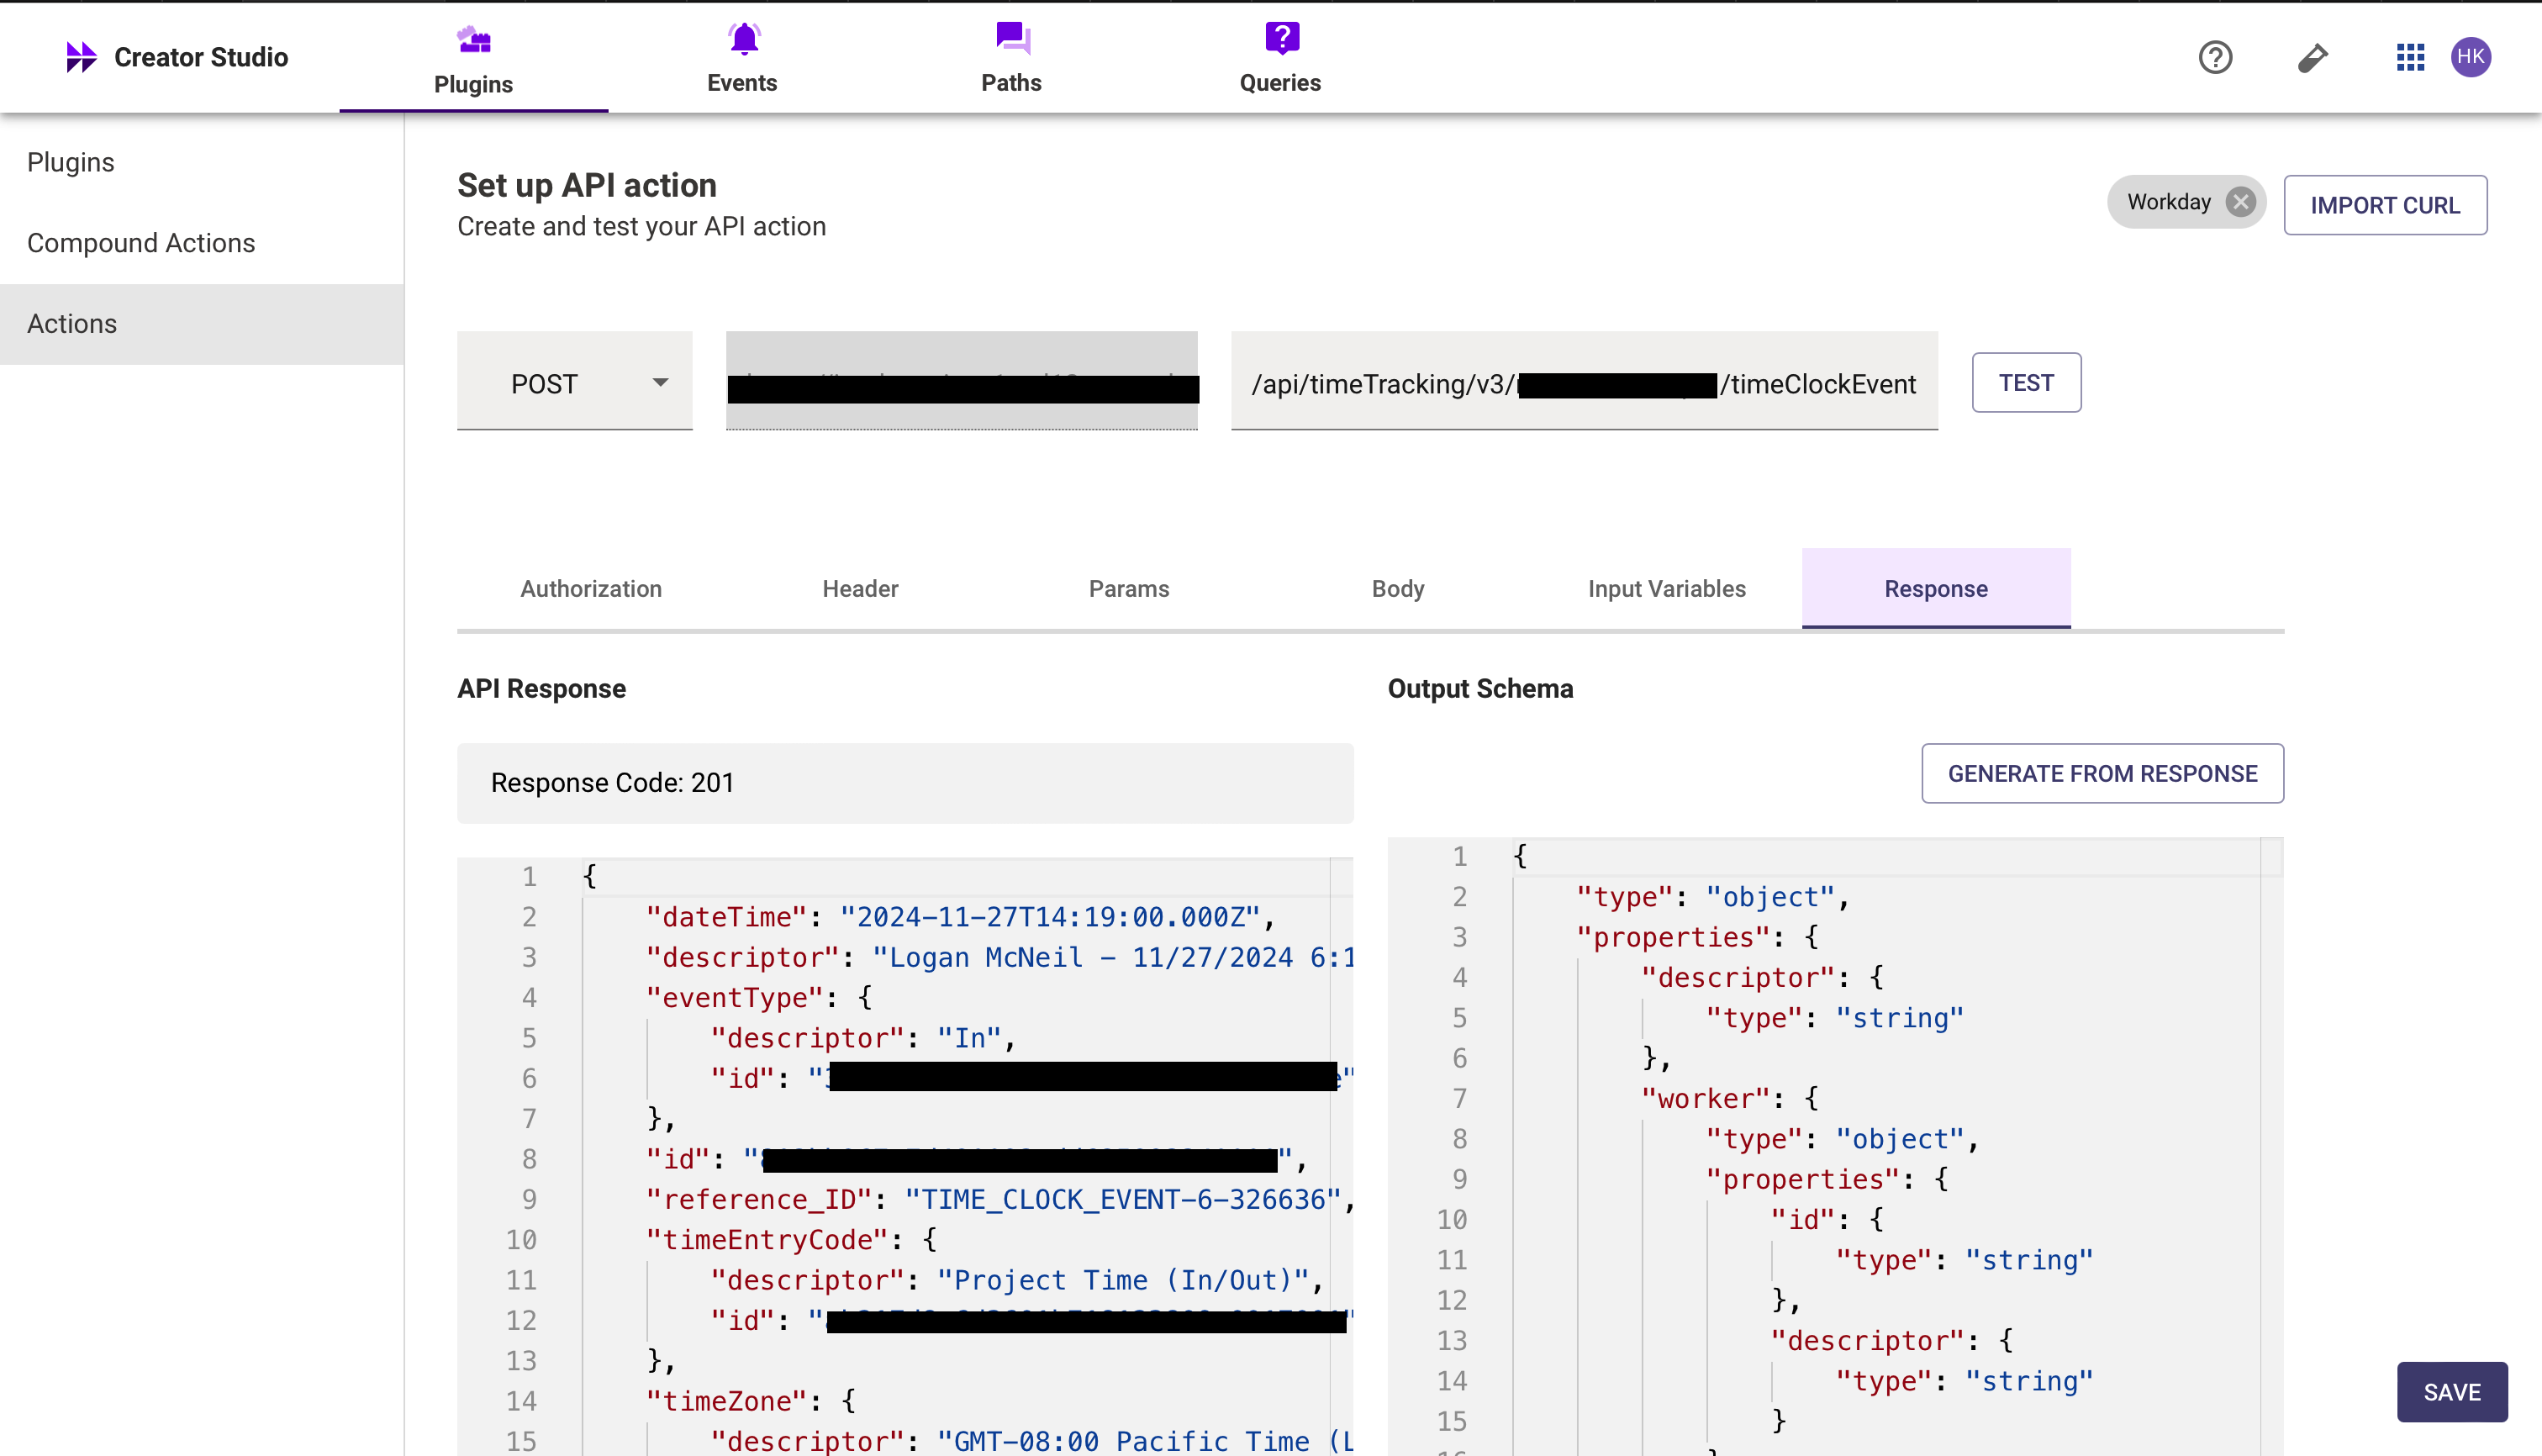 Creator Studio
Plugins
Events
Paths
Queries
HK
Plugins
Compound Actions
Actions
Set up API action
Create and test your API action
Workday
IMPORT CURL
POST
/api/timeTracking/v3/ /timeClockEvent
TEST
Authorization
Header
Params
Body
Input Variables
Response
API Response
Response Code: 201
1 {
2 "dateTime": "2024-11-27T14:19:00.000Z",
3 "descriptor": "Logan McNeil - 11/27/2024 6:1
4 "eventType": {
5 "descriptor": "In",
6 "id": " "
7 },
8 "id": " ",
9 "reference_ID": "TIME_CLOCK_EVENT-6-326636",
10 "timeEntryCode": {
11 "descriptor": "Project Time (In/Out)",
12 "id": " "
13 },
14 "timeZone": {
15 "descriptor": "GMT-08:00 Pacific Time (L
Output Schema
GENERATE FROM RESPONSE
1 {
2 "type": "object",
3 "properties": {
4 "descriptor": {
5 "type": "string"
6 },
7 "worker": {
8 "type": "object",
9 "properties": {
10 "id": {
11 "type": "string"
12 },
13 "descriptor": {
14 "type": "string"
15 }
SAVE